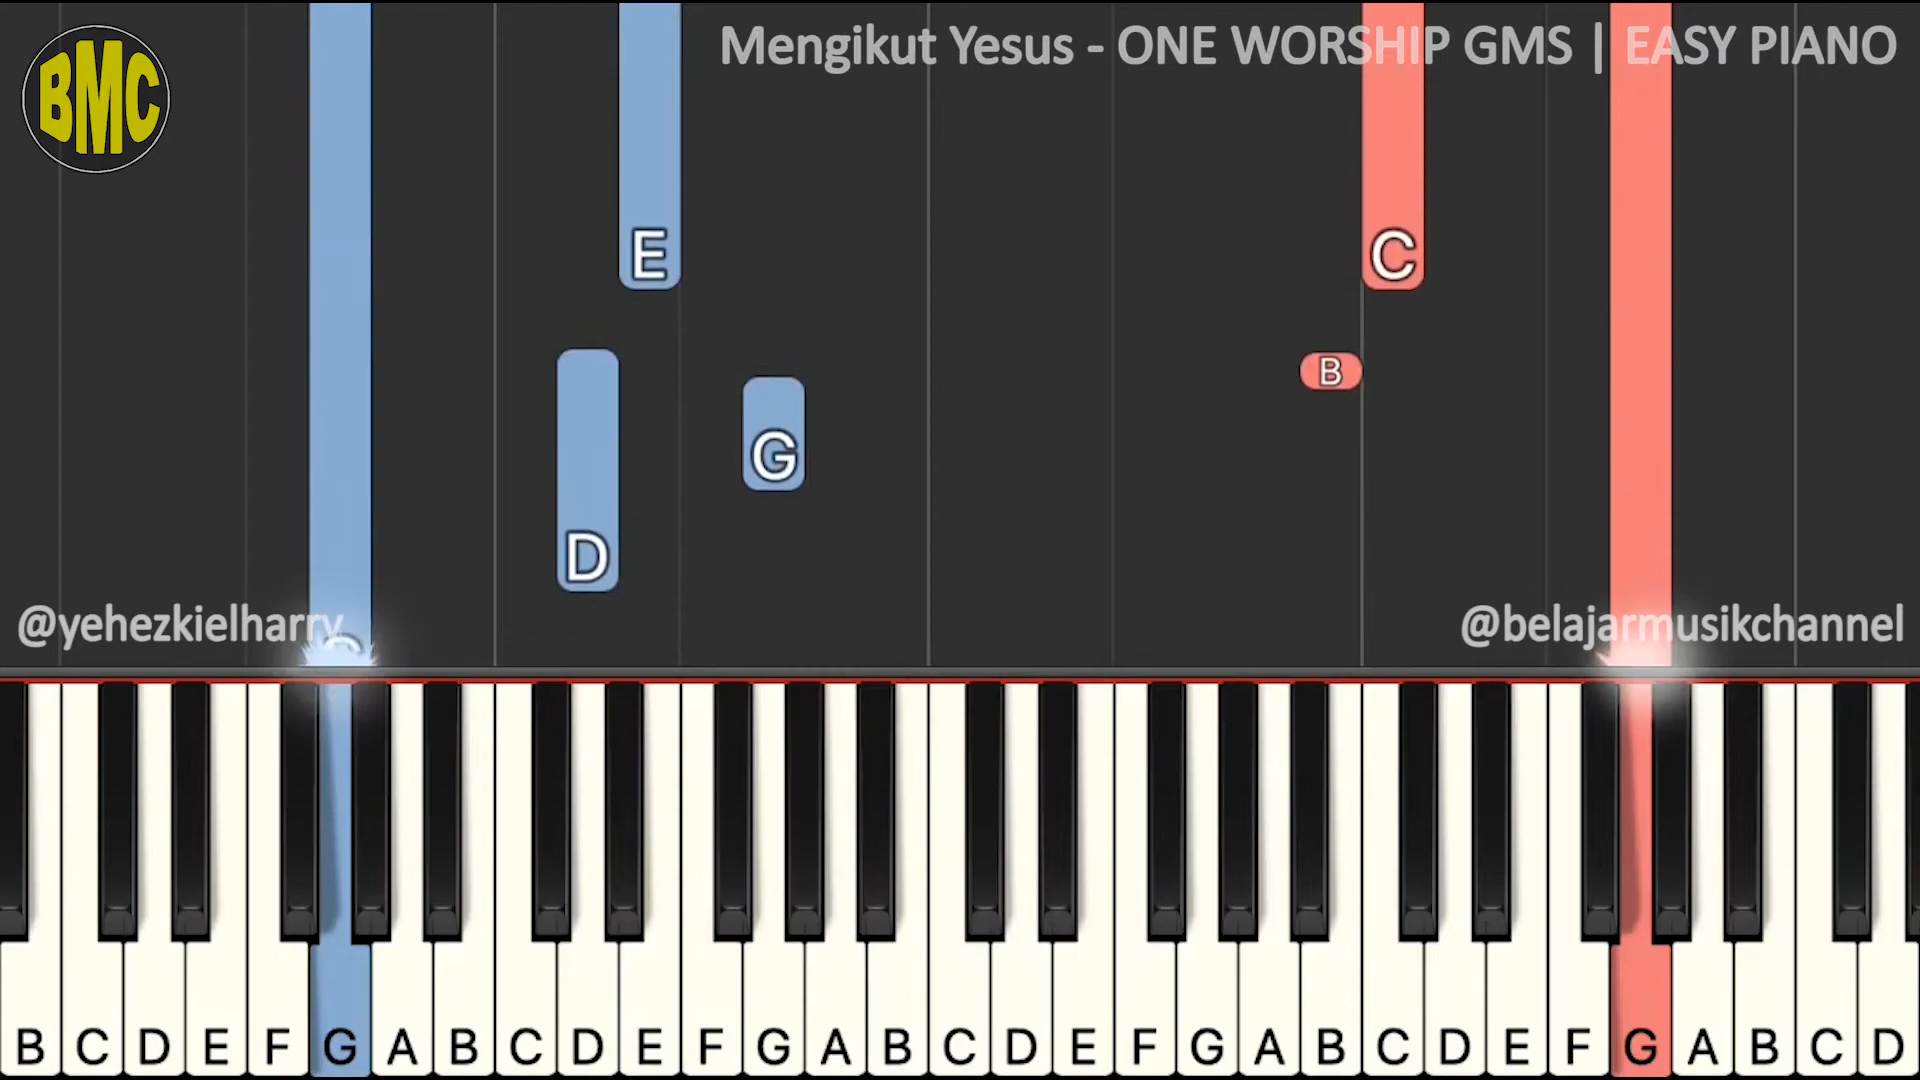 BMC
Mengikut Yesus - ONE WORSHIP GMS | EASY PIANO
E
C
B
G
D
@yehezkielharry
@belajarmusikchannel
B C D E F G A B C D E F G A B C D E F G A B C D E F G A B C D